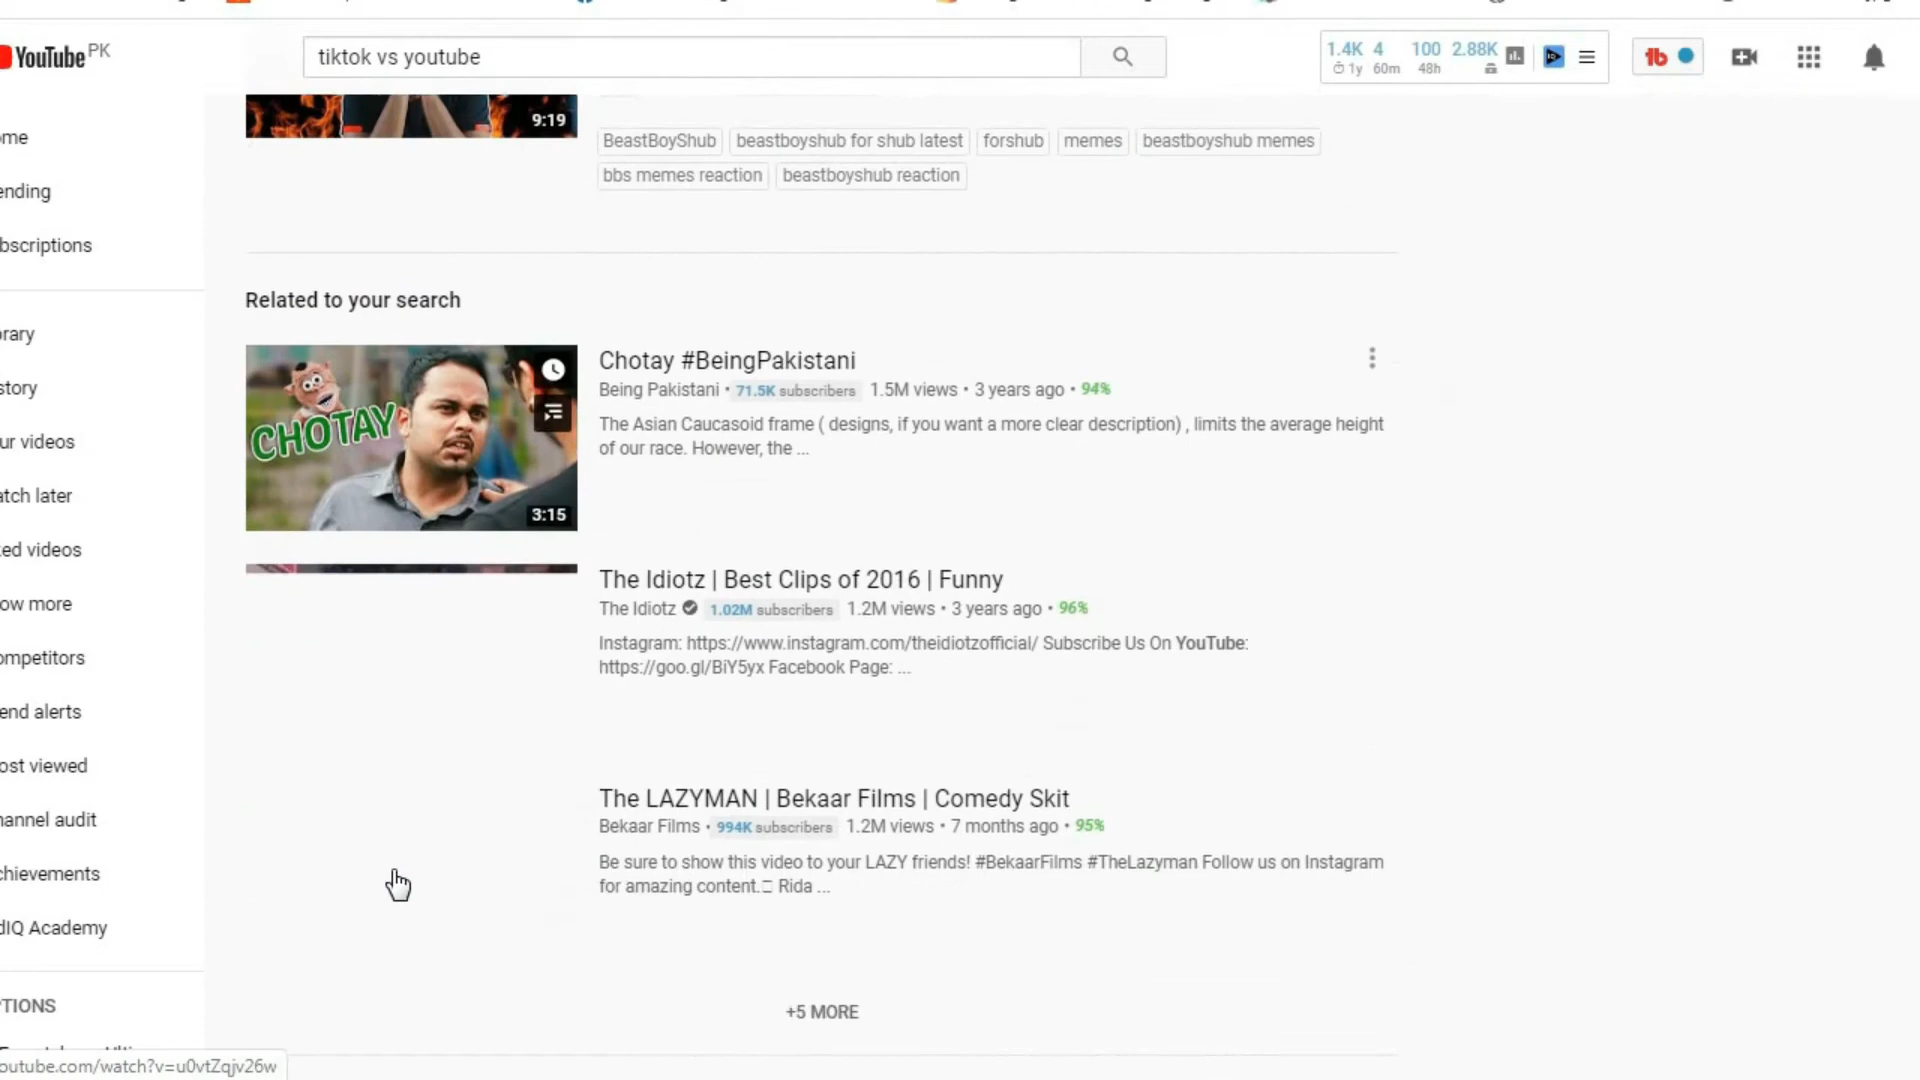 YouTube PK
tiktok vs youtube
1.4K 4 100 2.88K
1y 60m 48h
ome
ending
bscriptions
brary
story
ur videos
atch later
ked videos
ow more
ompetitors
end alerts
ost viewed
hannel audit
chievements
dIQ Academy
PTIONS
outube.com/watch?v=u0vtZqjv26w
9:19
BeastBoyShub beastboyshub for shub latest forshub memes beastboyshub memes
bbs memes reaction beastboyshub reaction
Related to your search
CHOTAY
3:15
Chotay #BeingPakistani
Being Pakistani • 71.5K subscribers 1.5M views • 3 years ago • 94%
The Asian Caucasoid frame ( designs, if you want a more clear description) , limits the average height
of our race. However, the ...
The Idiotz | Best Clips of 2016 | Funny
The Idiotz 1.02M subscribers 1.2M views • 3 years ago • 96%
Instagram: https://www.instagram.com/theidiotzofficial/ Subscribe Us On YouTube:
https://goo.gl/BiY5yx Facebook Page: ...
The LAZYMAN | Bekaar Films | Comedy Skit
Bekaar Films • 994K subscribers 1.2M views • 7 months ago • 95%
Be sure to show this video to your LAZY friends! #BekaarFilms #TheLazyman Follow us on Instagram
for amazing content. Rida ...
+5 MORE